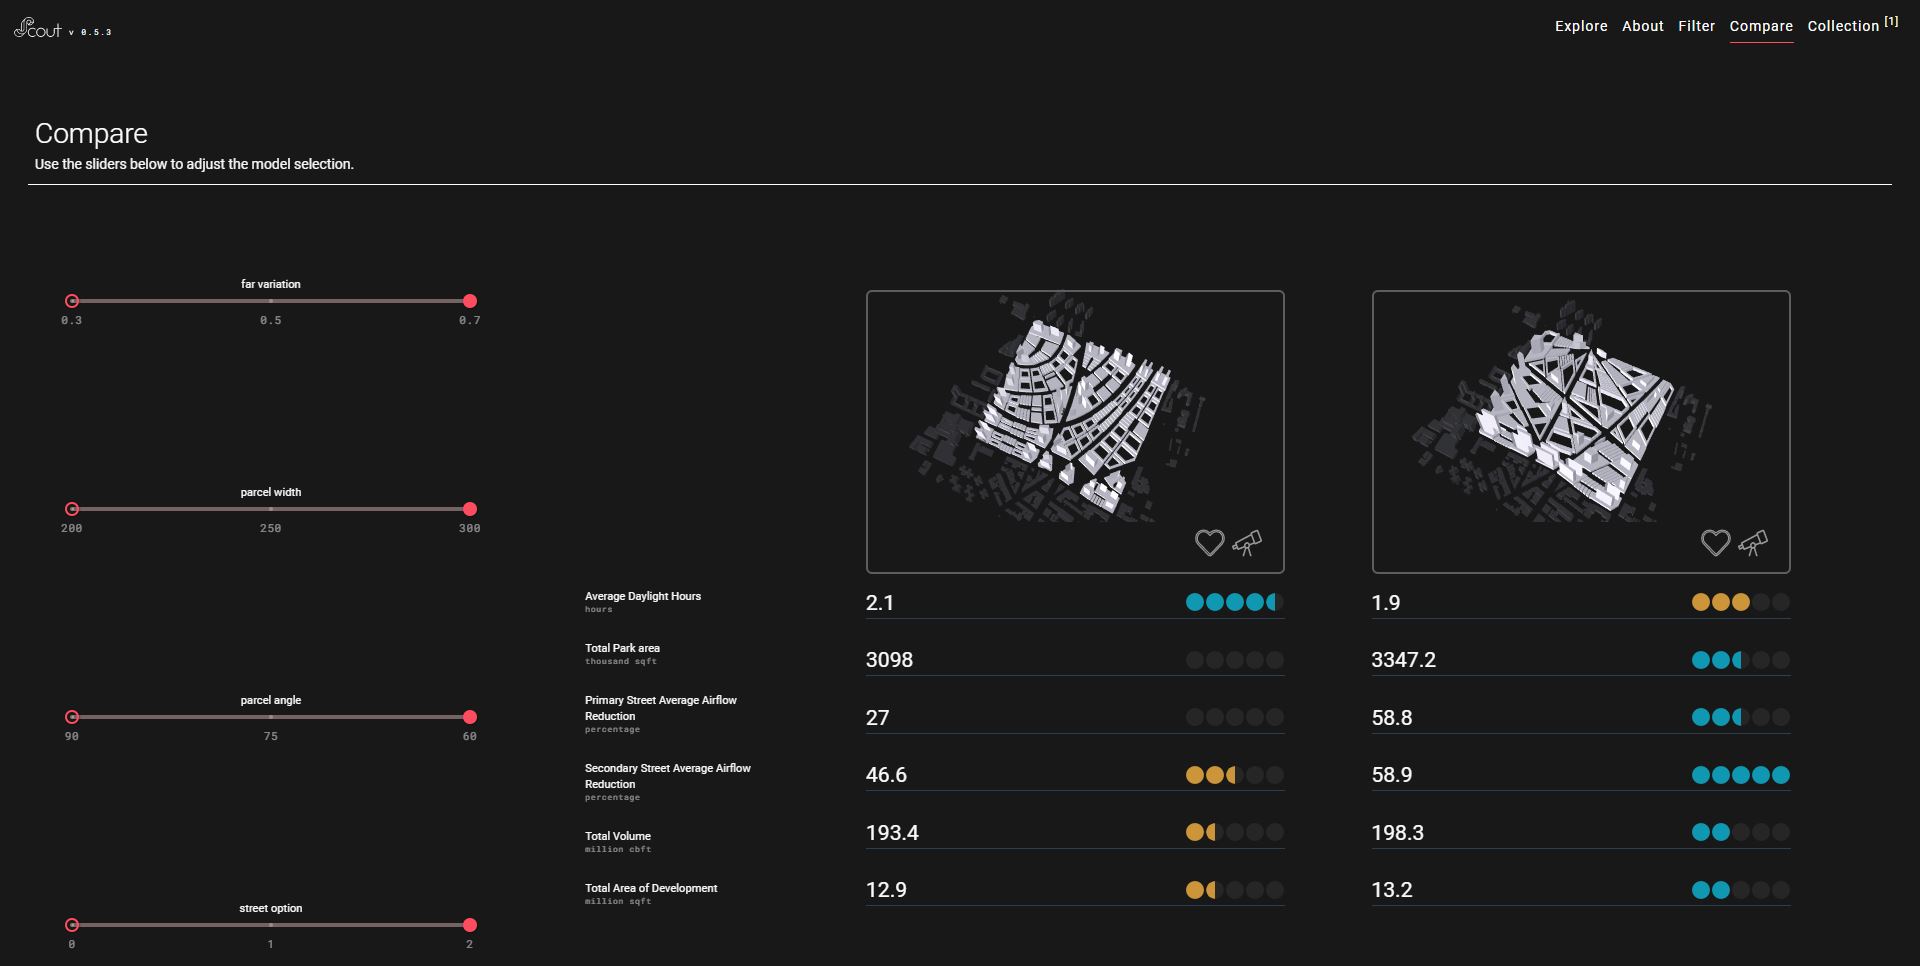 Scout v 0.5.3
Explore About Filter Compare Collection [1]
Compare
Use the sliders below to adjust the model selection.
far variation
0.3 0.5 0.7
parcel width
200 250 300
parcel angle
90 75 60
street option
0 1 2
Average Daylight Hours
hours
2.1 1.9
Total Park area
thousand sqft
3098 3347.2
Primary Street Average Airflow
Reduction
percentage
27 58.8
Secondary Street Average Airflow
Reduction
percentage
46.6 58.9
Total Volume
million cbft
193.4 198.3
Total Area of Development
million sqft
12.9 13.2